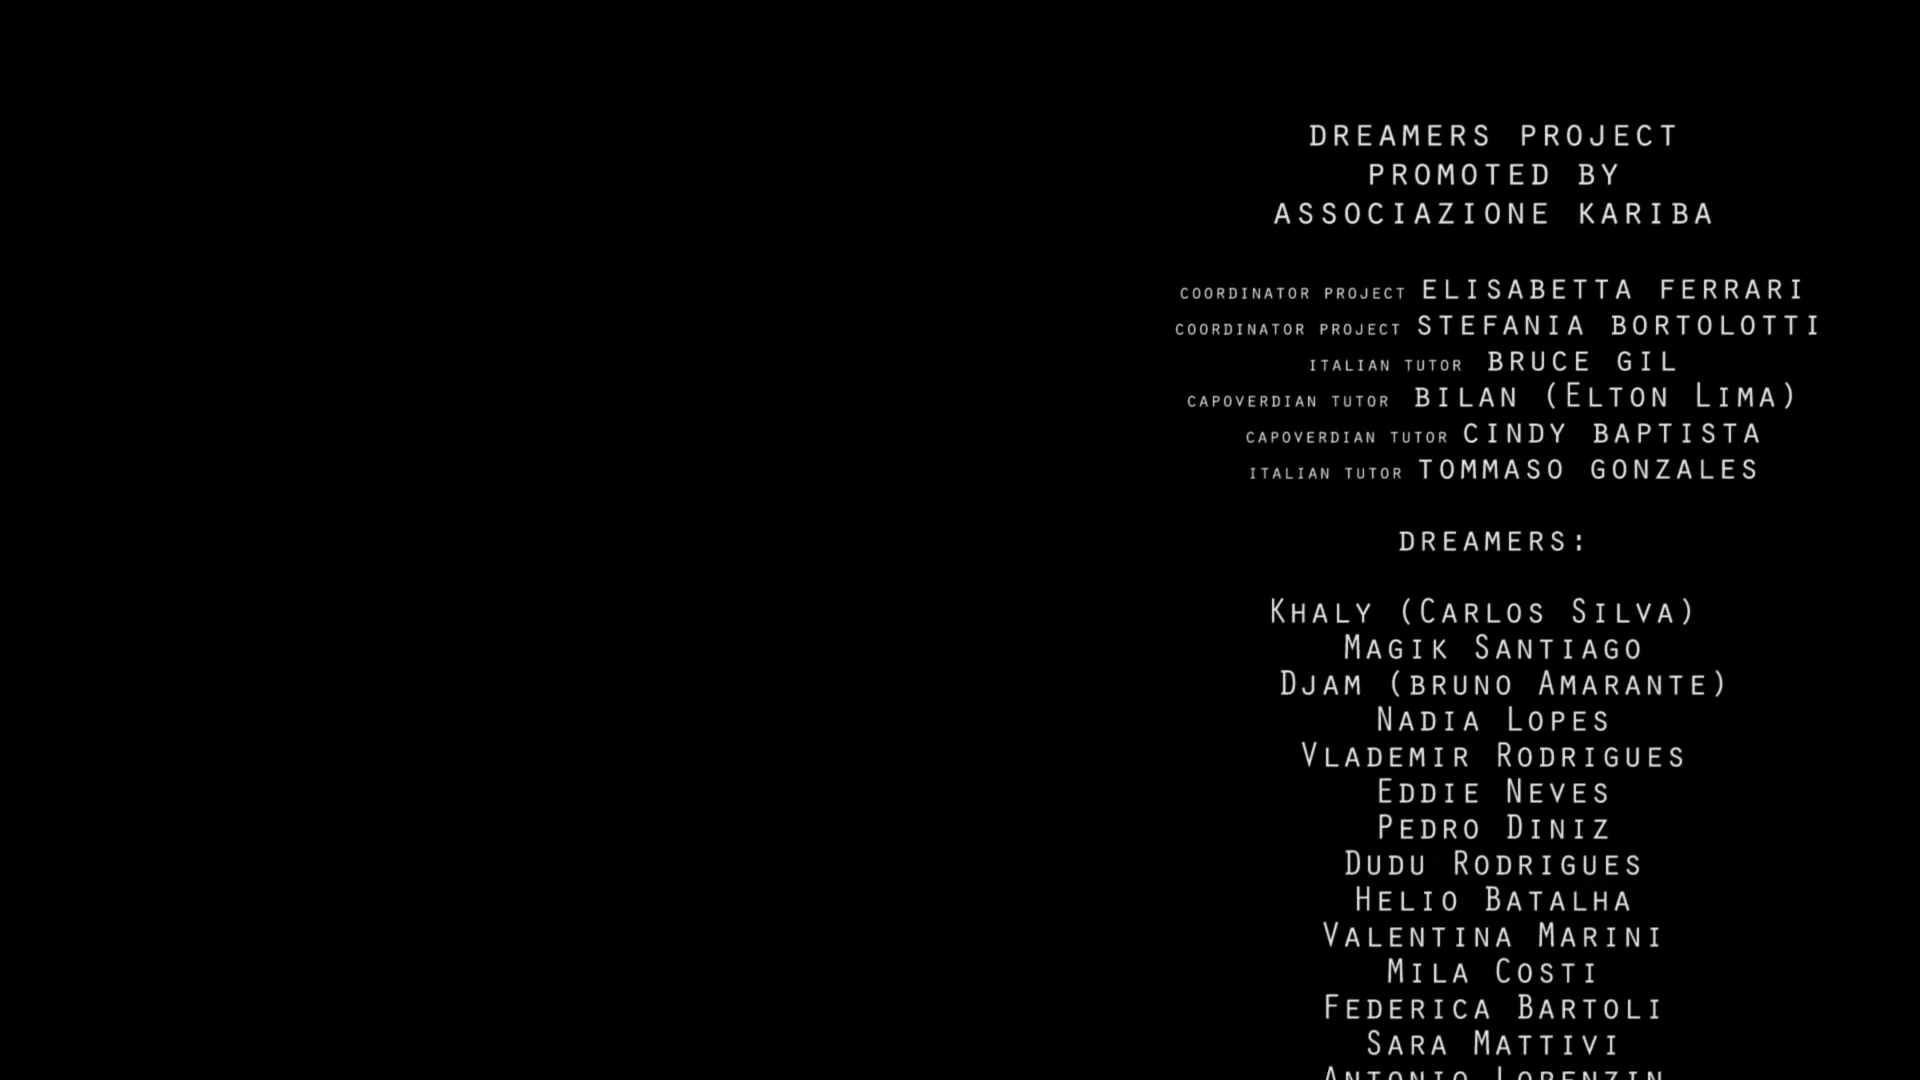 DREAMERS PROJECT
PROMOTED BY
ASSOCIAZIONE KARIBA
COORDINATOR PROJECT ELISABETTA FERRARI
COORDINATOR PROJECT STEFANIA BORTOLOTTI
ITALIAN TUTOR BRUCE GIL
CAPOVERDIAN TUTOR BILAN (ELTON LIMA)
CAPOVERDIAN TUTOR CINDY BAPTISTA
ITALIAN TUTOR TOMMASO GONZALES
DREAMERS:
KHALY (CARLOS SILVA)
MAGIK SANTIAGO
DJAM (BRUNO AMARANTE)
NADIA LOPES
VLADEMIR RODRIGUES
EDDIE NEVES
PEDRO DINIZ
DUDU RODRIGUES
HELIO BATALHA
VALENTINA MARINI
MILA COSTI
FEDERICA BARTOLI
SARA MATTIVI
ANTONIO LORENZIN